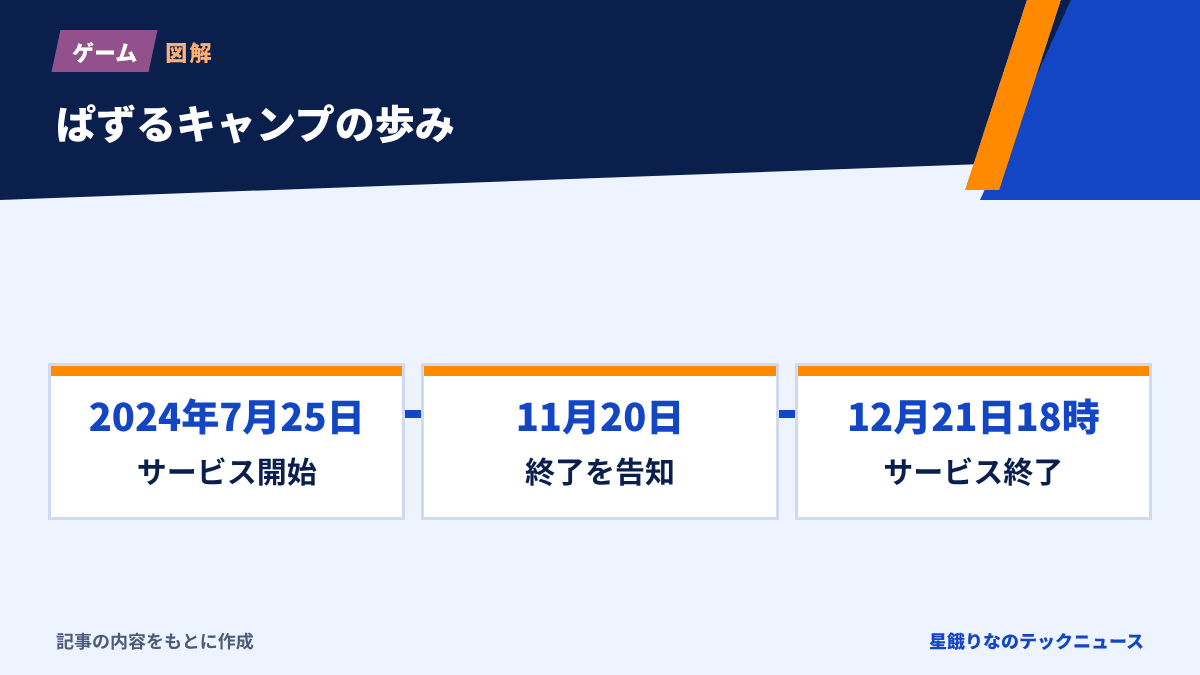 ゲーム 図解
ぱずるキャンプの歩み
2024年7月25日
サービス開始
11月20日
終了を告知
12月21日18時
サービス終了
記事の内容をもとに作成
星餓りなのテックニュース